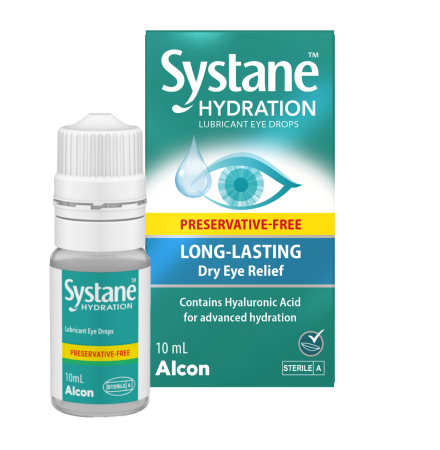 Systane™
HYDRATION
LUBRICANT EYE DROPS
PRESERVATIVE-FREE
LONG-LASTING
Dry Eye Relief
Contains Hyaluronic Acid
for advanced hydration
10 mL
Alcon
STERILE A
Systane™
HYDRATION
Lubricant Eye Drops
PRESERVATIVE-FREE
10mL
STERILE A
Alcon